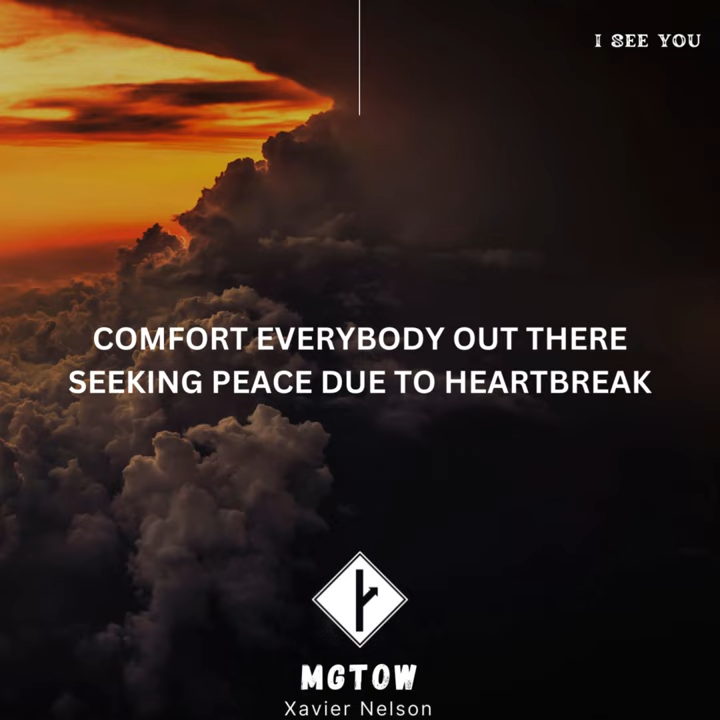 I SEE YOU
COMFORT EVERYBODY OUT THERE
SEEKING PEACE DUE TO HEARTBREAK
MGTOW
Xavier Nelson